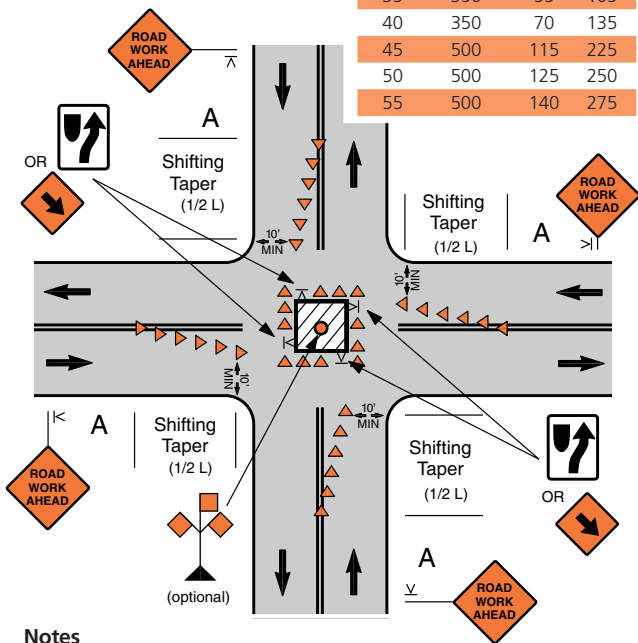 40 350 70 135
45 500 115 225
50 500 125 250
55 500 140 275
ROAD
WORK
AHEAD
A
Shifting
Taper
(1/2 L)
OR
10'
MIN
Shifting
Taper
(1/2 L)
A
ROAD
WORK
AHEAD
10'
MIN
10'
MIN
A
Shifting
Taper
(1/2 L)
ROAD
WORK
AHEAD
10'
MIN
Shifting
Taper
(1/2 L)
OR
A
ROAD
WORK
AHEAD
(optional)
Notes